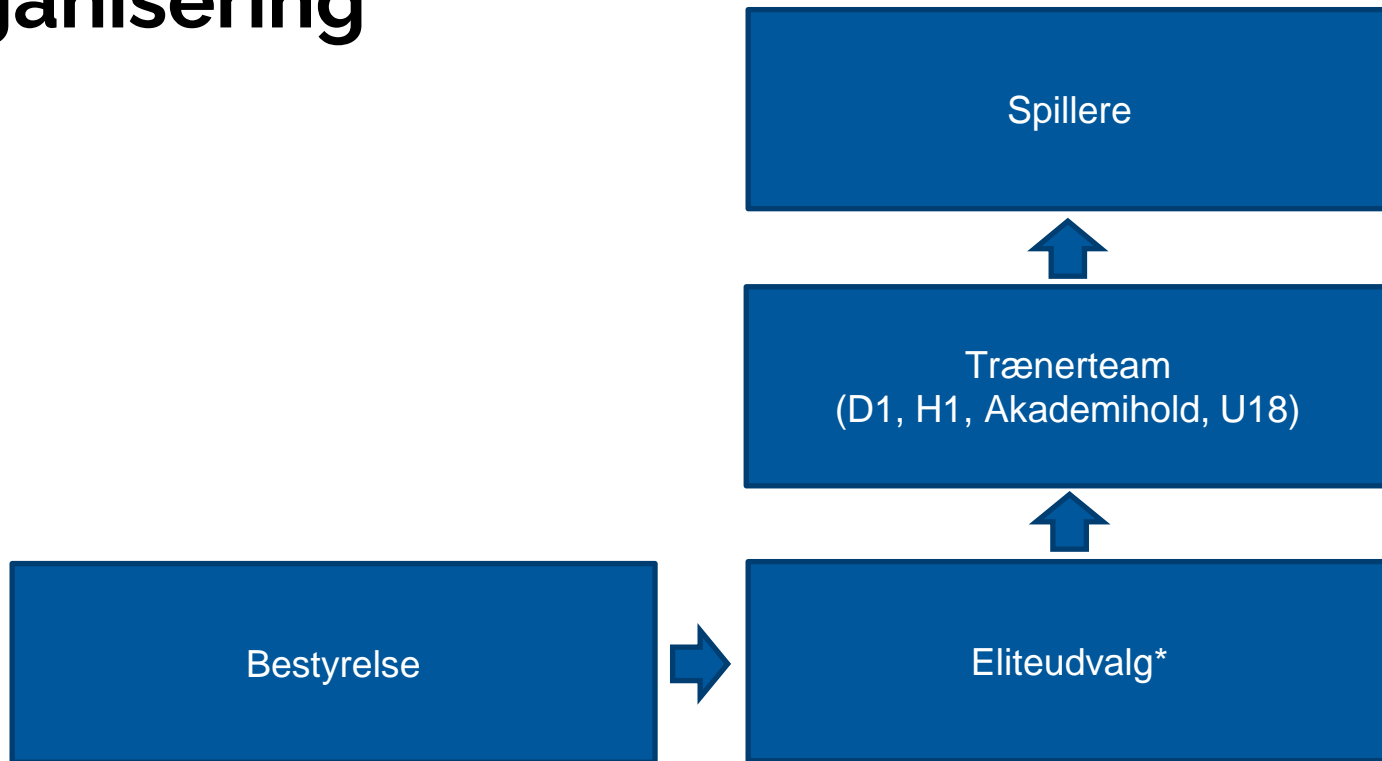 ganisering
Spillere
Trænerteam
(D1, H1, Akademihold, U18)
Bestyrelse
Eliteudvalg*